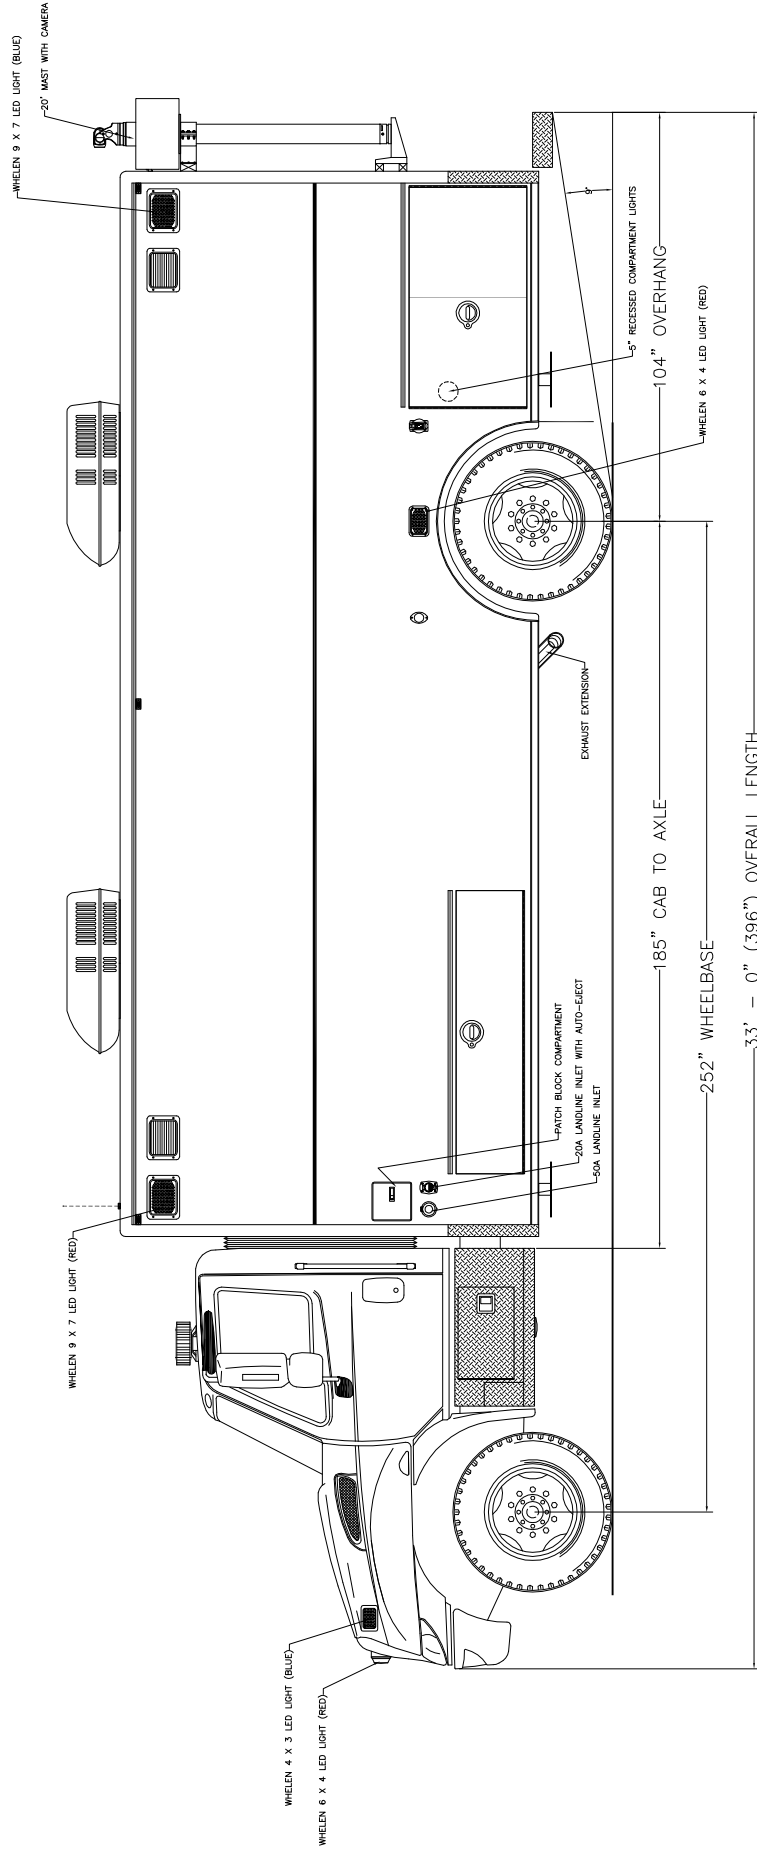 WHELEN 9 X 7 LED LIGHT (BLUE)
20' MAST WITH CAMERA
WHELEN 9 X 7 LED LIGHT (RED)
WHELEN 4 X 3 LED LIGHT (BLUE)
WHELEN 6 X 4 LED LIGHT (RED)
PATCH BLOCK COMPARTMENT
20A LANDLINE INLET WITH AUTO-EJECT
50A LANDLINE INLET
EXHAUST EXTENSION
9°
5" RECESSED COMPARTMENT LIGHTS
WHELEN 6 X 4 LED LIGHT (RED)
185" CAB TO AXLE
104" OVERHANG
252" WHEELBASE
33' - 0" (396") OVERALL LENGTH